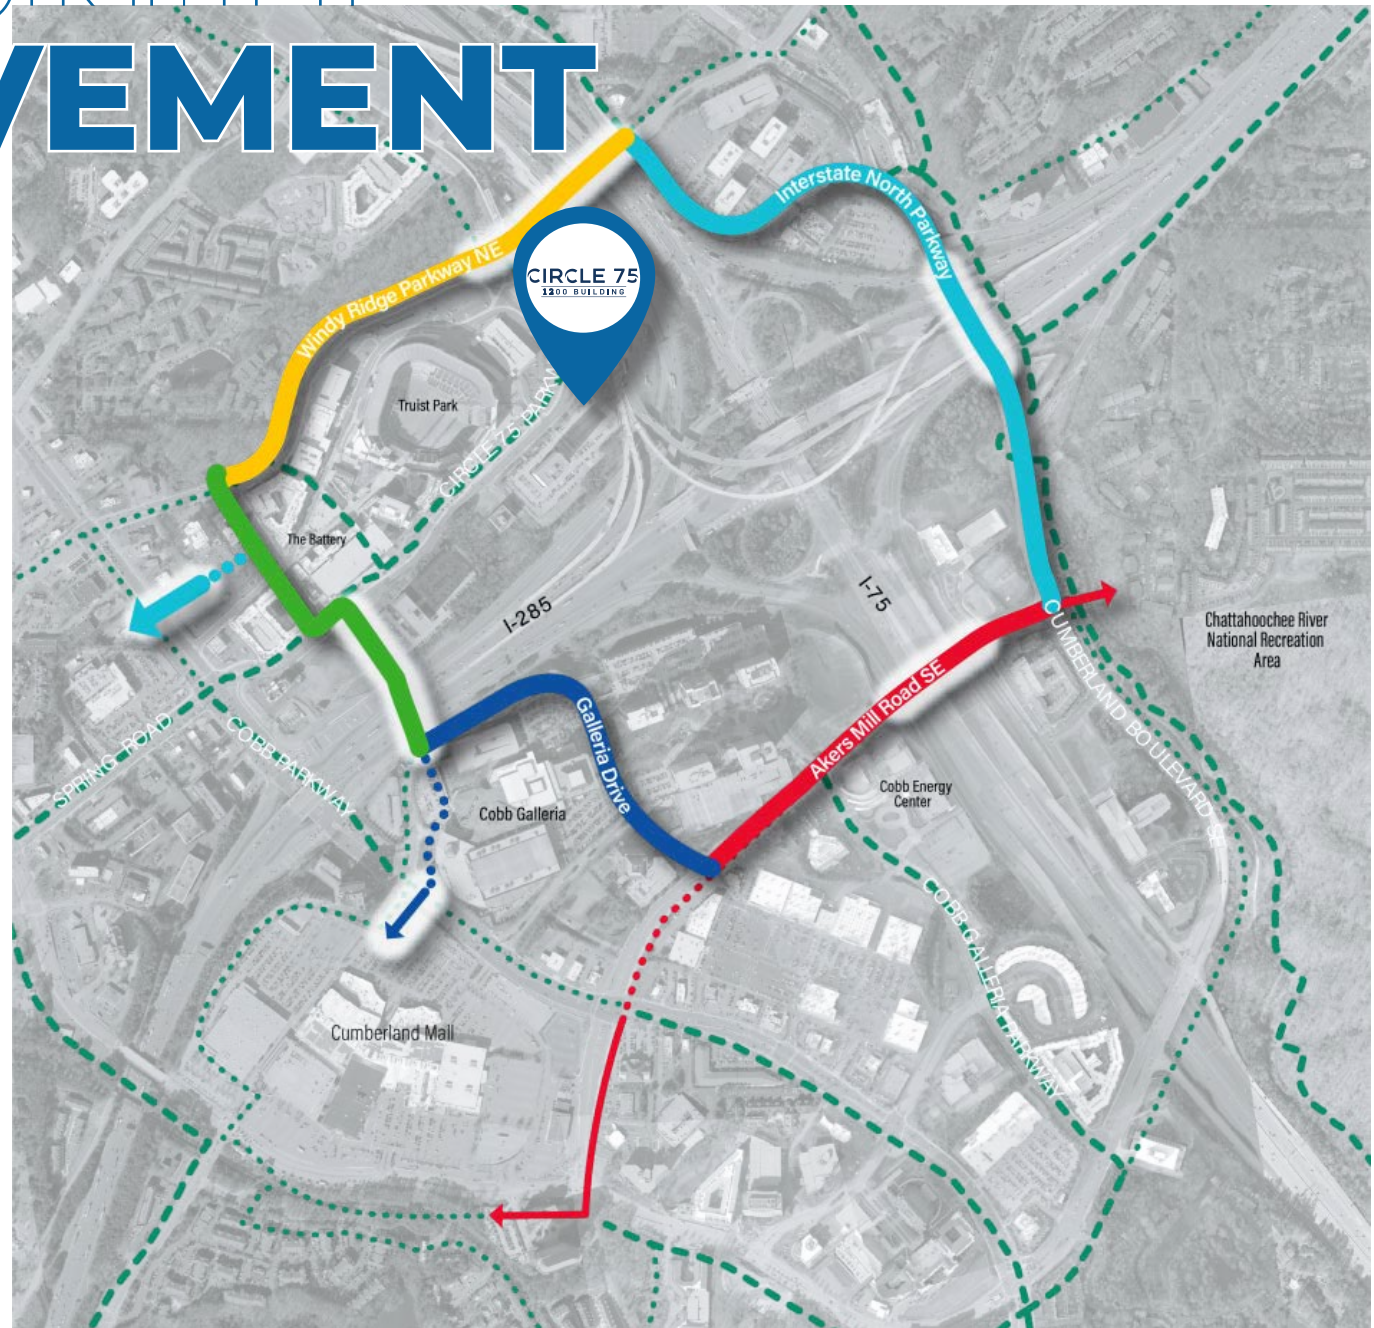 VEMENT
Interstate North Parkway
Windy Ridge Parkway NE
CIRCLE 75
1200 BUILDING
Truist Park
CIRCLE 75
The Battery
I-285
I-75
Chattahoochee River
National Recreation
Area
Akers Mill Road SE
CUMBERLAND BOULEVARD SE
Galleria Drive
SPRING ROAD
COBB PARKWAY
Cobb Galleria
Cobb Energy
Center
COBB GALLERIA PARKWAY
Cumberland Mall